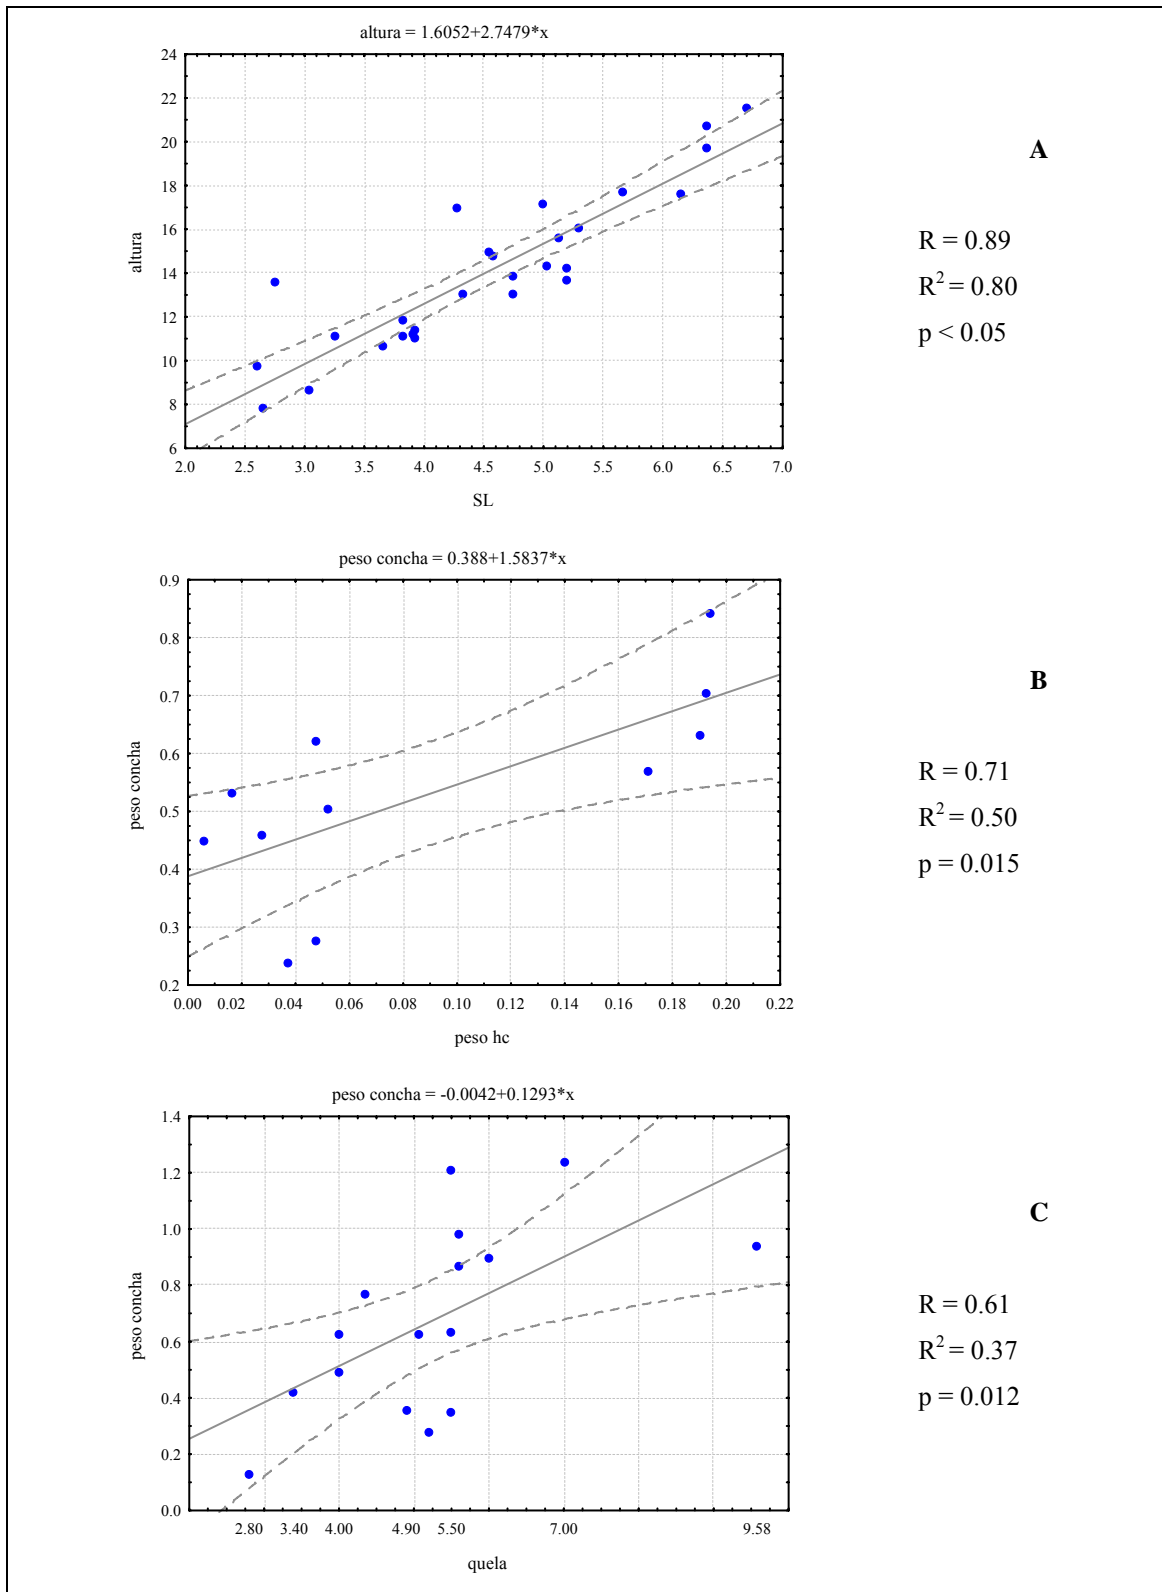 altura = 1.6052+2.7479*x
24
22
20
18
16
14
12
10
8
6
altura
2.0 2.5 3.0 3.5 4.0 4.5 5.0 5.5 6.0 6.5 7.0
SL
A
R = 0.89
R² = 0.80
p < 0.05
peso concha = 0.388+1.5837*x
0.9
0.8
0.7
0.6
0.5
0.4
0.3
0.2
peso concha
0.00 0.02 0.04 0.06 0.08 0.10 0.12 0.14 0.16 0.18 0.20 0.22
peso hc
B
R = 0.71
R² = 0.50
p = 0.015
peso concha = -0.0042+0.1293*x
1.4
1.2
1.0
0.8
0.6
0.4
0.2
0.0
peso concha
2.80 3.40 4.00 4.90 5.50 7.00 9.58
quela
C
R = 0.61
R² = 0.37
p = 0.012